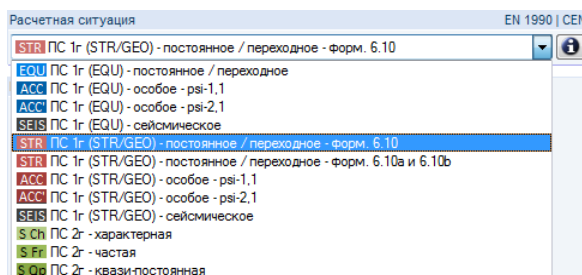 Расчетная ситуация EN 1990 | CEN
STR ПС 1г (STR/GEO) - постоянное / переходное - форм. 6.10
EQU ПС 1г (EQU) - постоянное / переходное
ACC ПС 1г (EQU) - особое - psi-1,1
ACC' ПС 1г (EQU) - особое - psi-2,1
SEIS ПС 1г (EQU) - сейсмическое
STR ПС 1г (STR/GEO) - постоянное / переходное - форм. 6.10
STR ПС 1г (STR/GEO) - постоянное / переходное - форм. 6.10a и 6.10b
ACC ПС 1г (STR/GEO) - особое - psi-1,1
ACC' ПС 1г (STR/GEO) - особое - psi-2,1
SEIS ПС 1г (STR/GEO) - сейсмическое
S Ch ПС 2г - характерная
S Fr ПС 2г - частая
S Qp ПС 2г - квази-постоянная